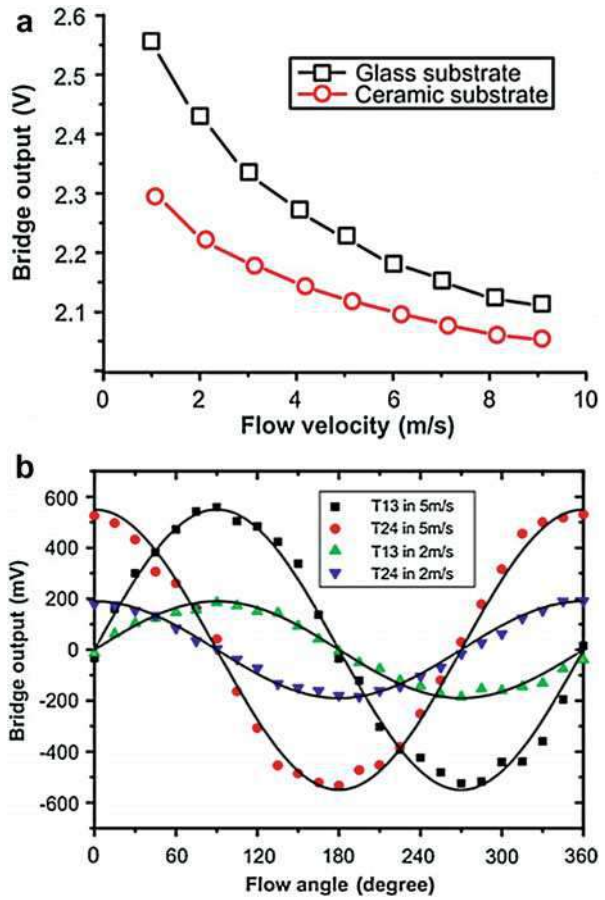 a
2.6
2.5
2.4
2.3
2.2
2.1
Bridge output (V)
Glass substrate
Ceramic substrate
0 2 4 6 8 10
Flow velocity (m/s)
b
600
400
200
0
-200
-400
-600
Bridge output (mV)
T13 in 5m/s
T24 in 5m/s
T13 in 2m/s
T24 in 2m/s
0 60 120 180 240 300 360
Flow angle (degree)